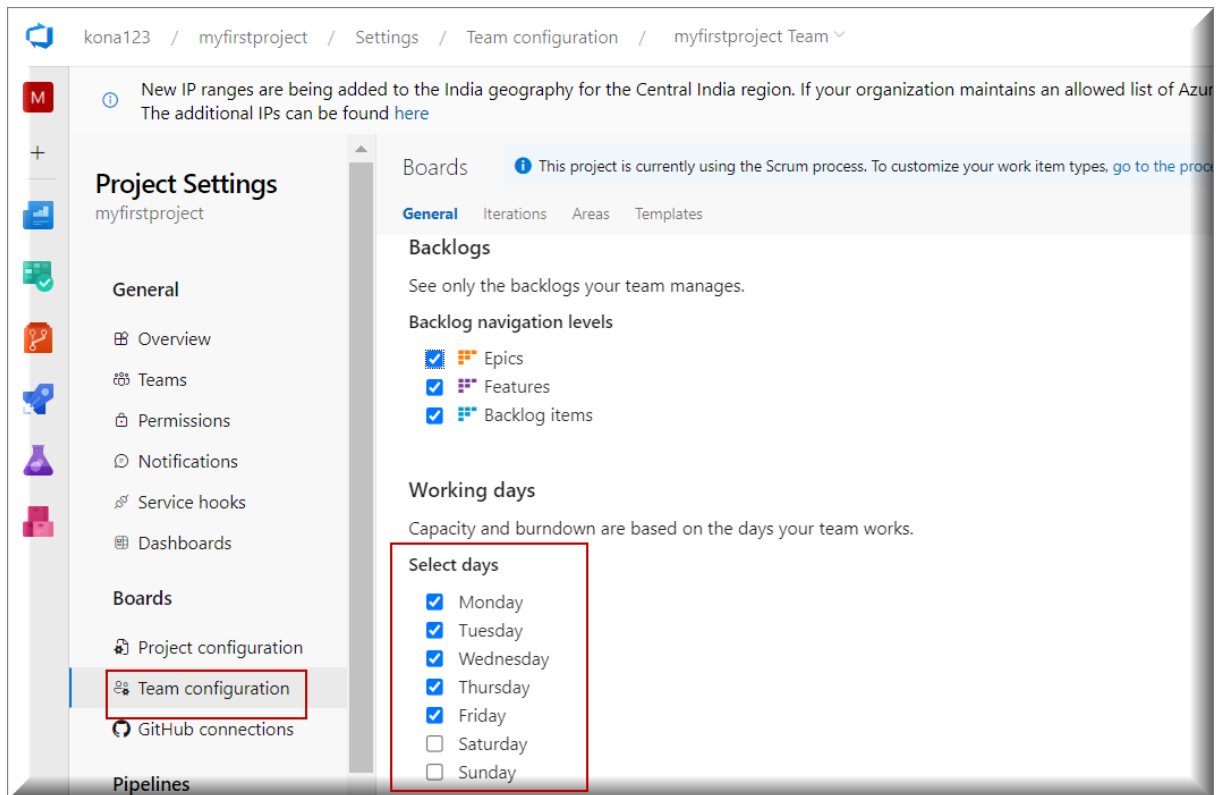 kona123 / myfirstproject / Settings / Team configuration / myfirstproject Team
M
New IP ranges are being added to the India geography for the Central India region. If your organization maintains an allowed list of Azur
The additional IPs can be found here
+
Project Settings
myfirstproject
General
Overview
Teams
Permissions
Notifications
Service hooks
Dashboards
Boards
Project configuration
Team configuration
GitHub connections
Pipelines
Boards
This project is currently using the Scrum process. To customize your work item types, go to the proce
General Iterations Areas Templates
Backlogs
See only the backlogs your team manages.
Backlog navigation levels
Epics
Features
Backlog items
Working days
Capacity and burndown are based on the days your team works.
Select days
Monday
Tuesday
Wednesday
Thursday
Friday
Saturday
Sunday